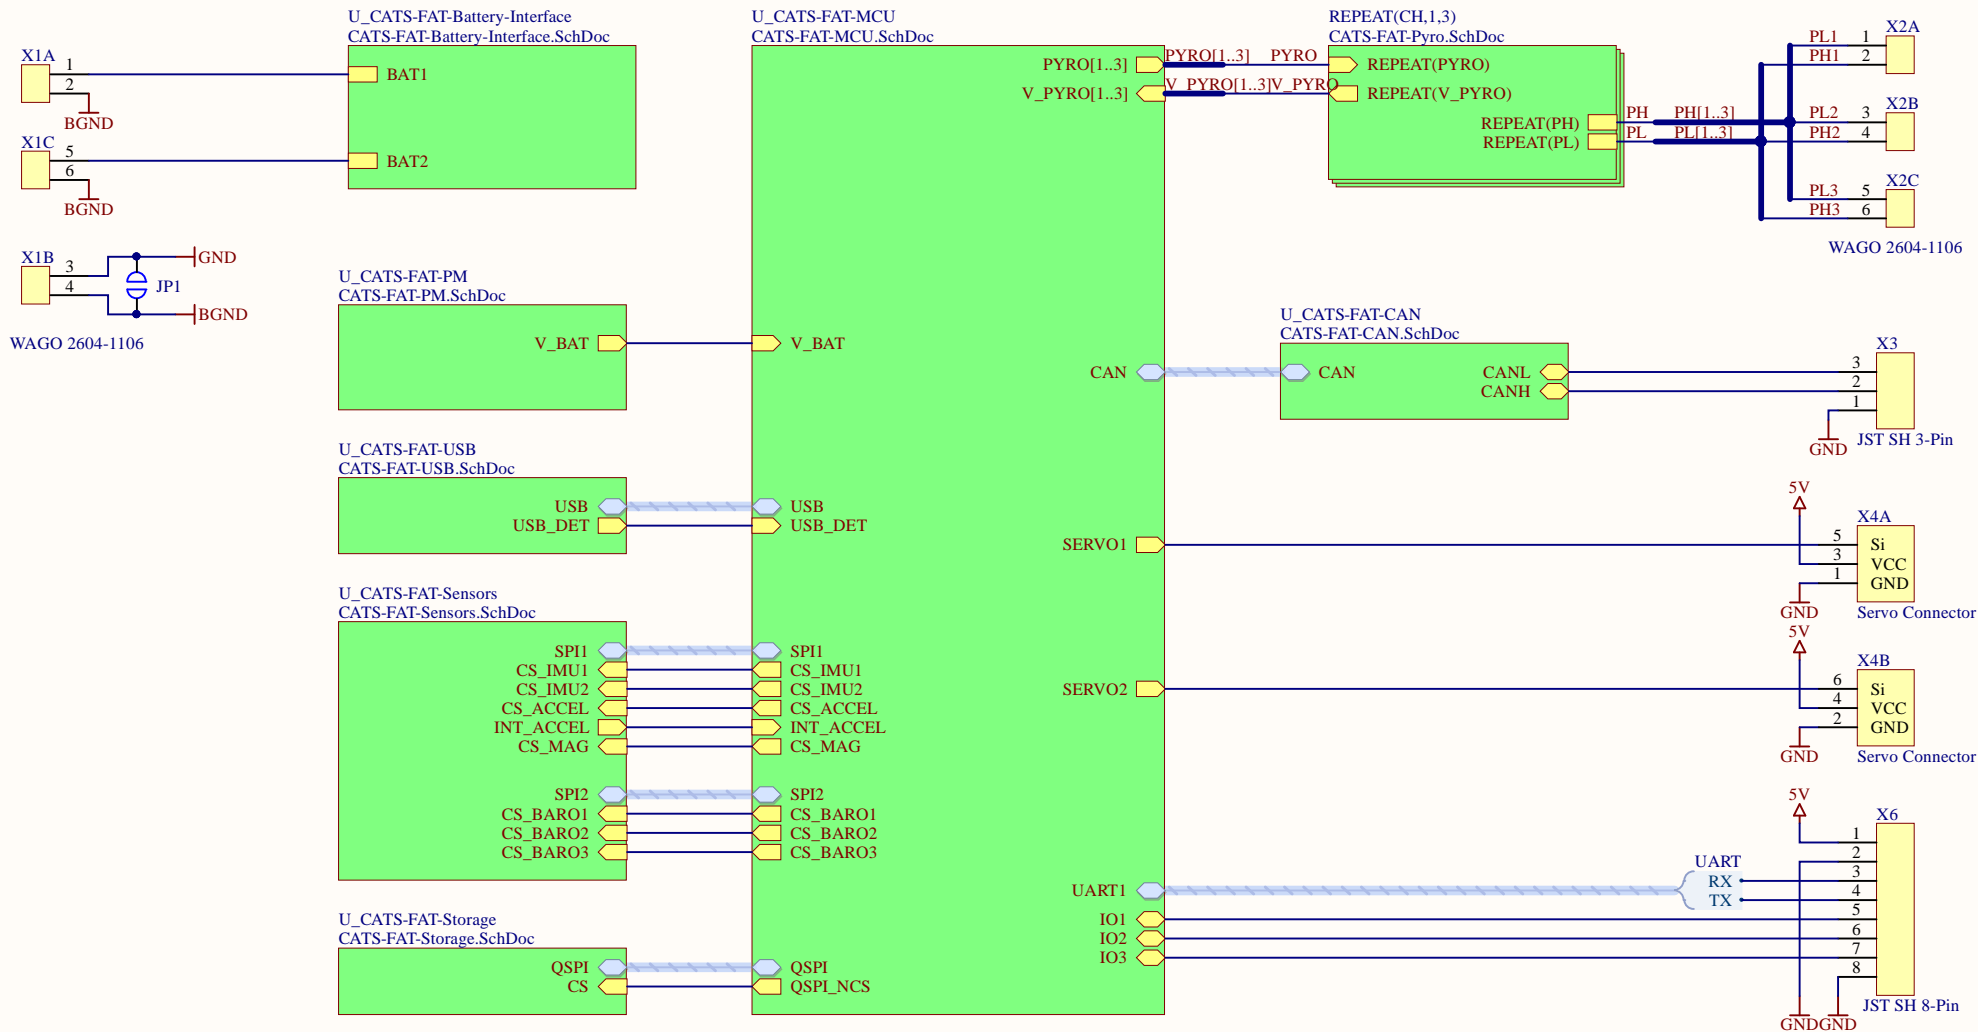 U_CATS-FAT-Battery-Interface
CATS-FAT-Battery-Interface.SchDoc
BAT1
BAT2
X1A
1
2
BGND
X1C
5
6
BGND
X1B
3
4
GND
JP1
BGND
WAGO 2604-1106
U_CATS-FAT-PM
CATS-FAT-PM.SchDoc
V_BAT
U_CATS-FAT-USB
CATS-FAT-USB.SchDoc
USB
USB_DET
U_CATS-FAT-Sensors
CATS-FAT-Sensors.SchDoc
SPI1
CS_IMU1
CS_IMU2
CS_ACCEL
INT_ACCEL
CS_MAG
SPI2
CS_BARO1
CS_BARO2
CS_BARO3
U_CATS-FAT-Storage
CATS-FAT-Storage.SchDoc
QSPI
CS
U_CATS-FAT-MCU
CATS-FAT-MCU.SchDoc
PYRO[1..3]
V_PYRO[1..3]
V_BAT
CAN
USB
USB_DET
SERVO1
SPI1
CS_IMU1
CS_IMU2
SERVO2
CS_ACCEL
INT_ACCEL
CS_MAG
SPI2
CS_BARO1
CS_BARO2
CS_BARO3
UART1
IO1
IO2
IO3
QSPI
QSPI_NCS
PYRO[1..3] PYRO
V_PYRO[1..3] V_PYRO
REPEAT(CH,1,3)
CATS-FAT-Pyro.SchDoc
REPEAT(PYRO)
REPEAT(V_PYRO)
REPEAT(PH)
REPEAT(PL)
PH PH[1..3]
PL PL[1..3]
X2A
PL1 1
PH1 2
X2B
PL2 3
PH2 4
X2C
PL3 5
PH3 6
WAGO 2604-1106
U_CATS-FAT-CAN
CATS-FAT-CAN.SchDoc
CAN
CANL
CANH
X3
3
2
1
GND
JST SH 3-Pin
5V
X4A
5 Si
3 VCC
1 GND
GND
Servo Connector
5V
X4B
6 Si
4 VCC
2 GND
GND
Servo Connector
5V
X6
1
2
3
4
5
6
7
8
UART
RX
TX
GND GND
JST SH 8-Pin